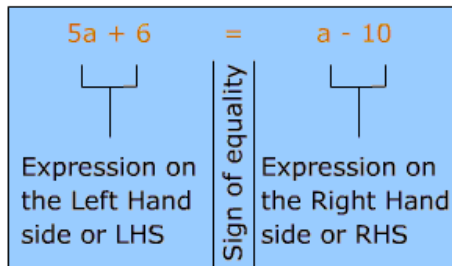 5a + 6 = a - 10
Expression on
the Left Hand
side or LHS
Sign of equality
Expression on
the Right Hand
side or RHS